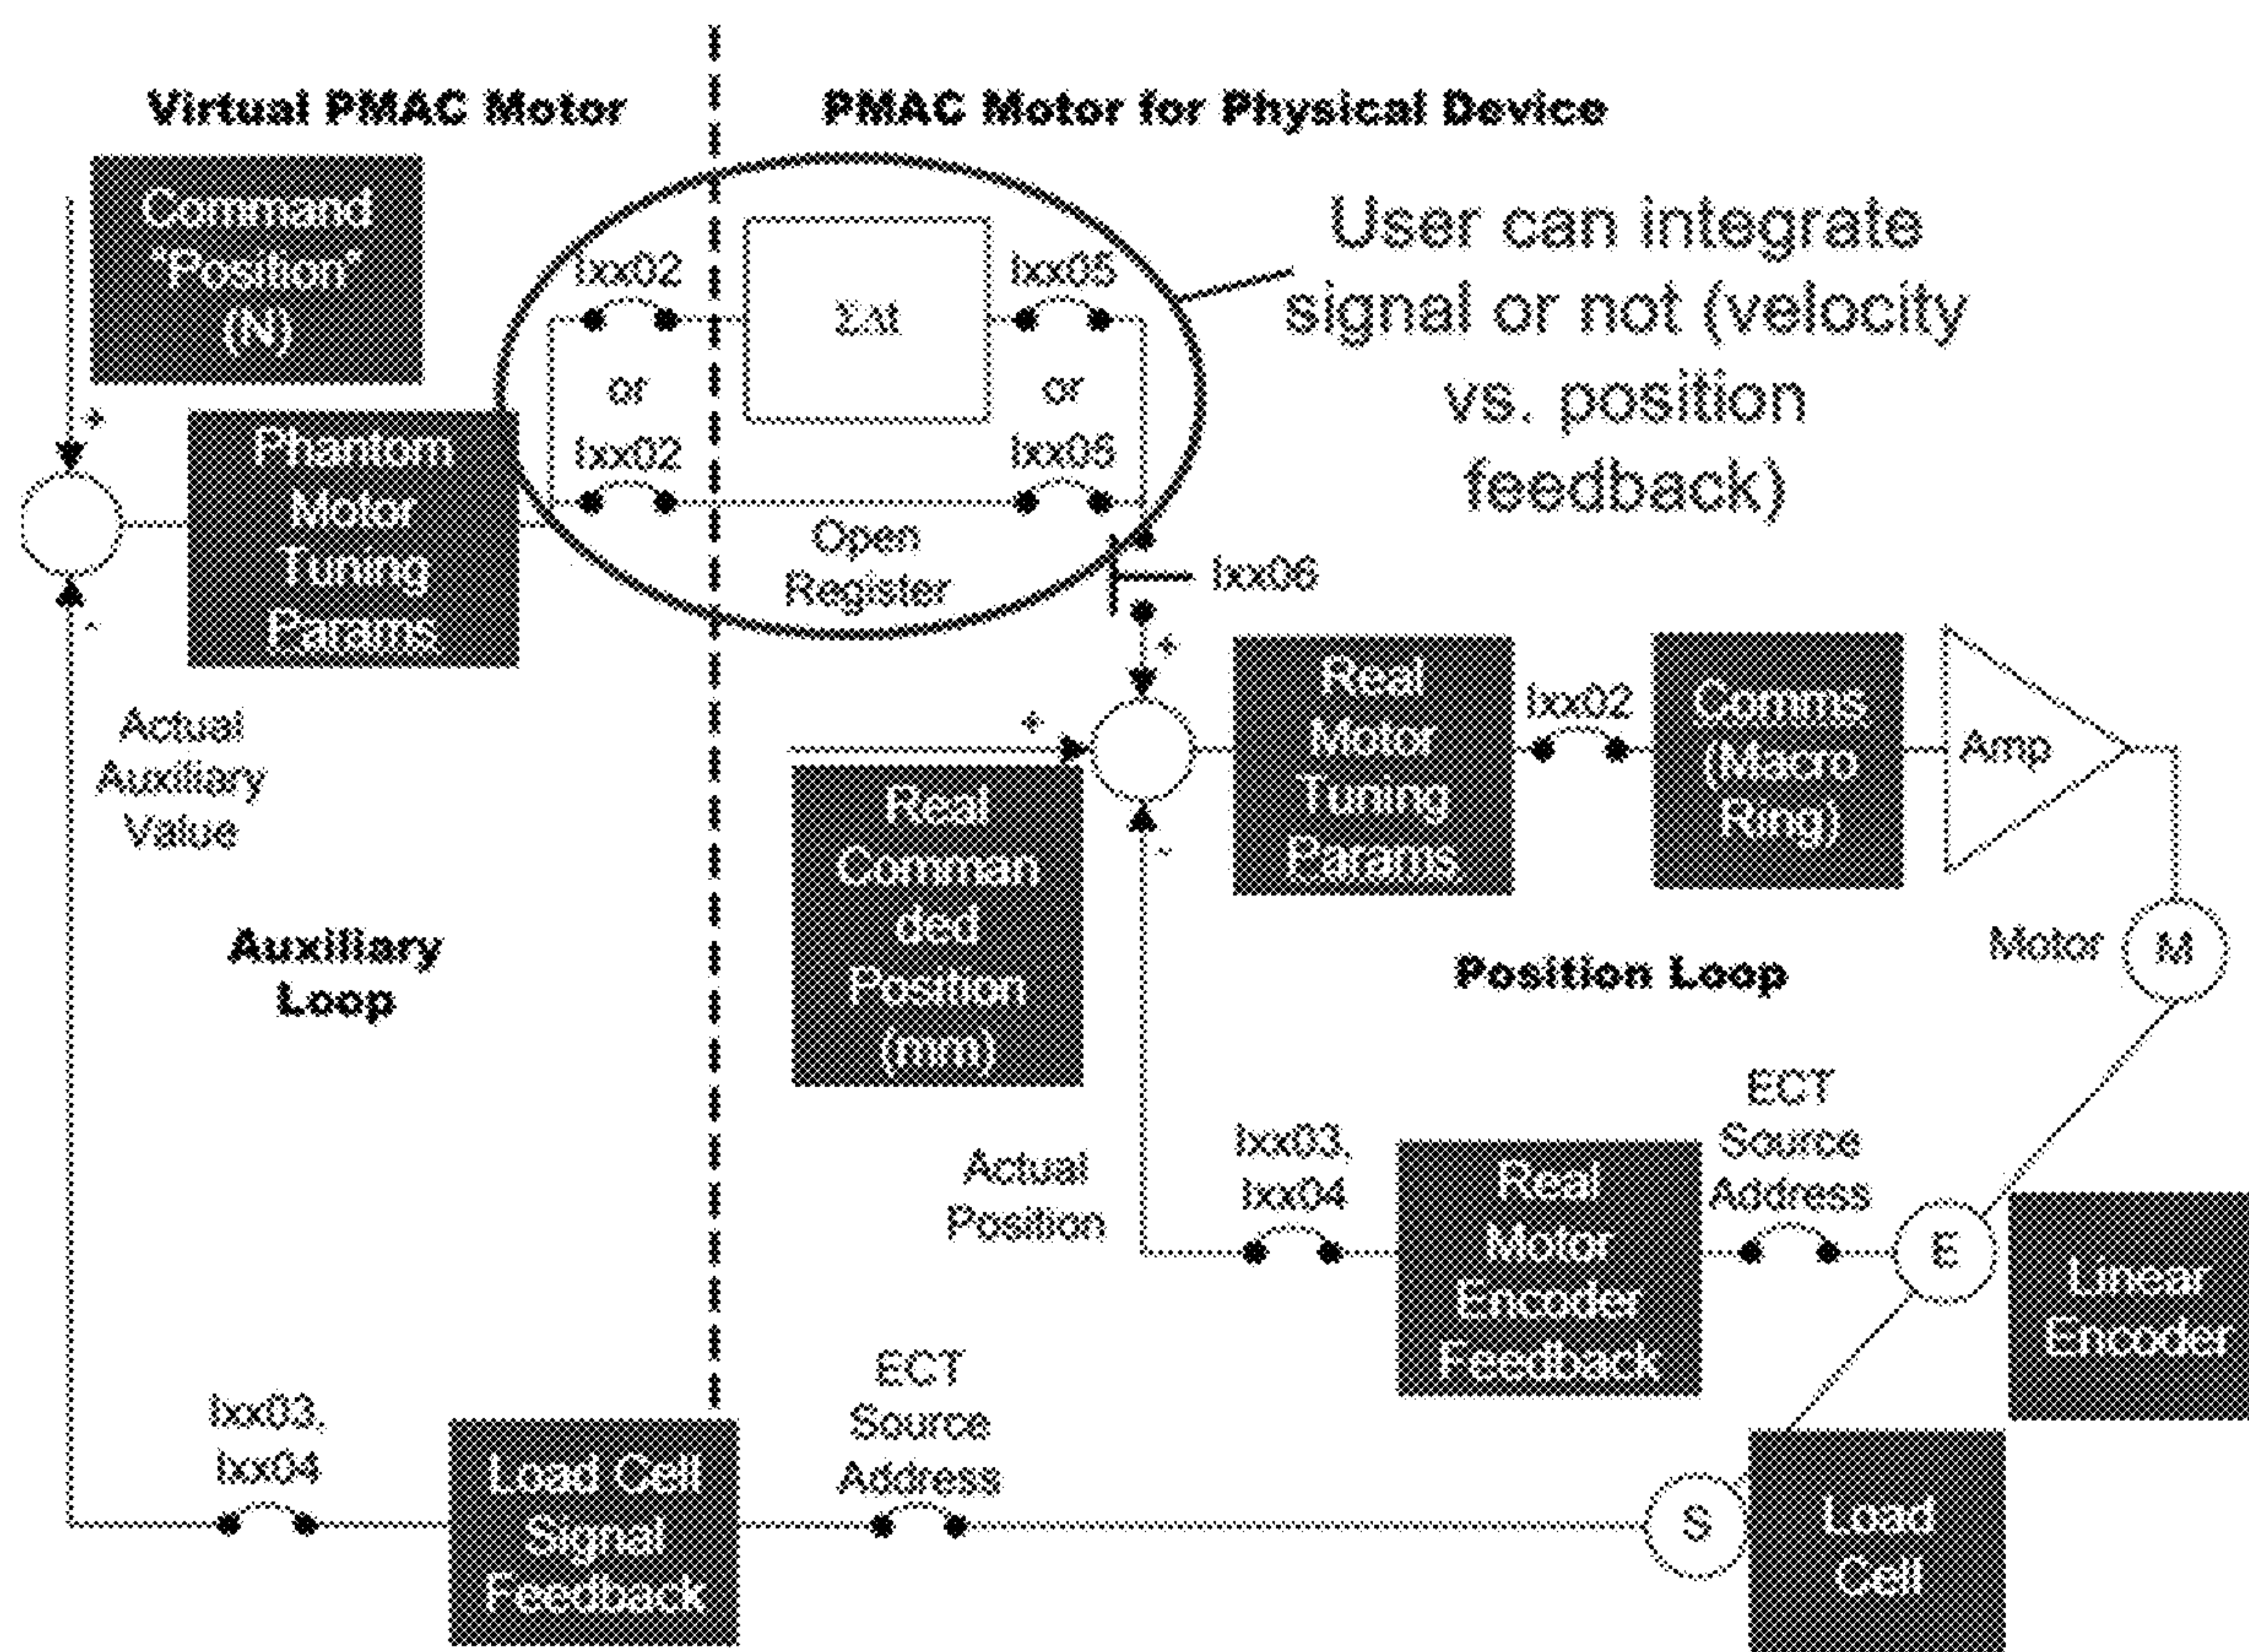 Virtual PMAC Motor
PMAC Motor for Physical Device
Command
"Position"
(N)
+
Phantom
Motor
Tuning
Params
-
Actual
Auxiliary
Value
Auxiliary
Loop
Ixx03,
Ixx04
Load Cell
Signal
Feedback
Ixx02
or
Ixx02
ΣΔt
Ixx05
or
Ixx05
Open
Register
User can integrate
signal or not (velocity
vs. position
feedback)
Ixx06
+
+
-
Real
Comman
ded
Position
(mm)
Real
Motor
Tuning
Params
Ixx02
Comms
(Macro
Ring)
Amp
Motor
M
Position Loop
Actual
Position
Ixx03,
Ixx04
Real
Motor
Encoder
Feedback
ECT
Source
Address
E
Linear
Encoder
ECT
Source
Address
S
Load
Cell